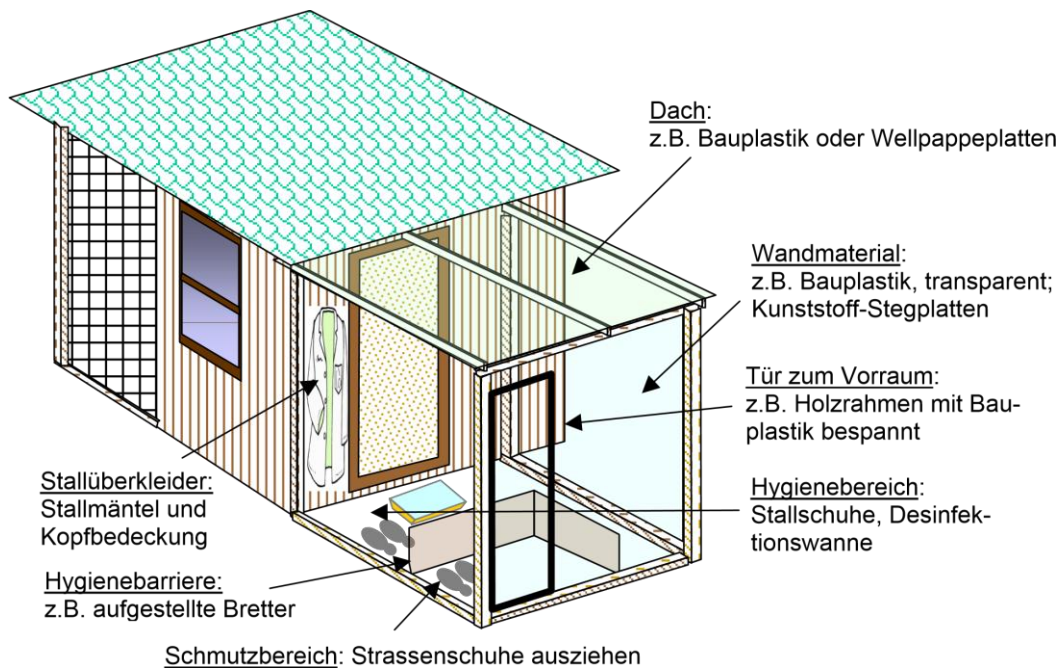 Dach:
z.B. Bauplastik oder Wellpappeplatten
Wandmaterial:
z.B. Bauplastik, transparent;
Kunststoff-Stegplatten
Tür zum Vorraum:
z.B. Holzrahmen mit Bau-
plastik bespannt
Stallüberkleider:
Stallmäntel und
Kopfbedeckung
Hygienebereich:
Stallschuhe, Desinfek-
tionswanne
Hygienebarriere:
z.B. aufgestellte Bretter
Schmutzbereich: Strassenschuhe ausziehen